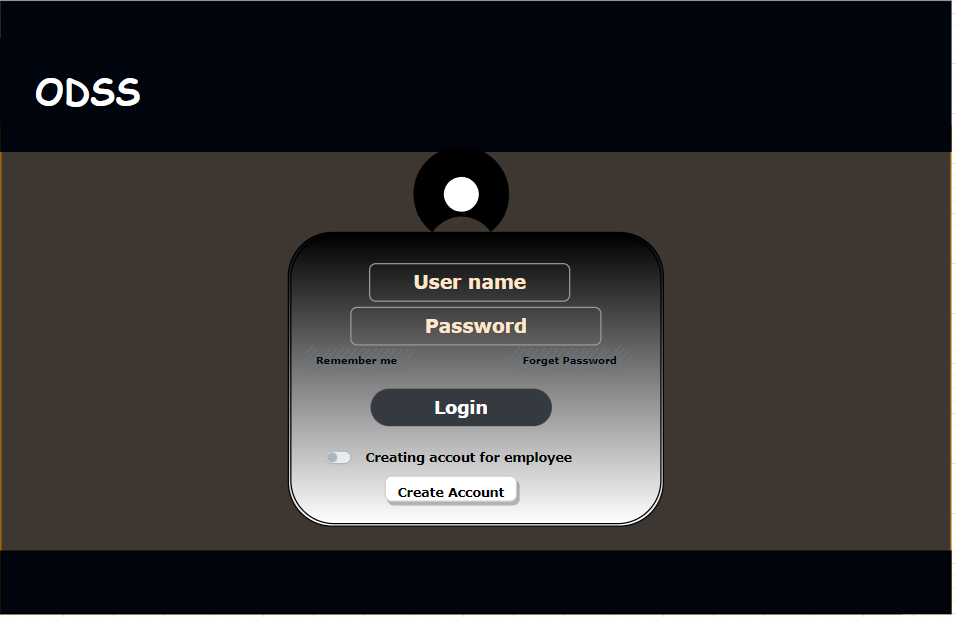 ODSS
User name
Password
Remember me
Forget Password
Login
Creating accout for employee
Create Account